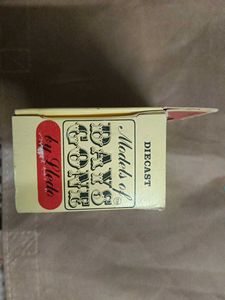 DIECAST
Models of
DAYS
GONE
by Lledo